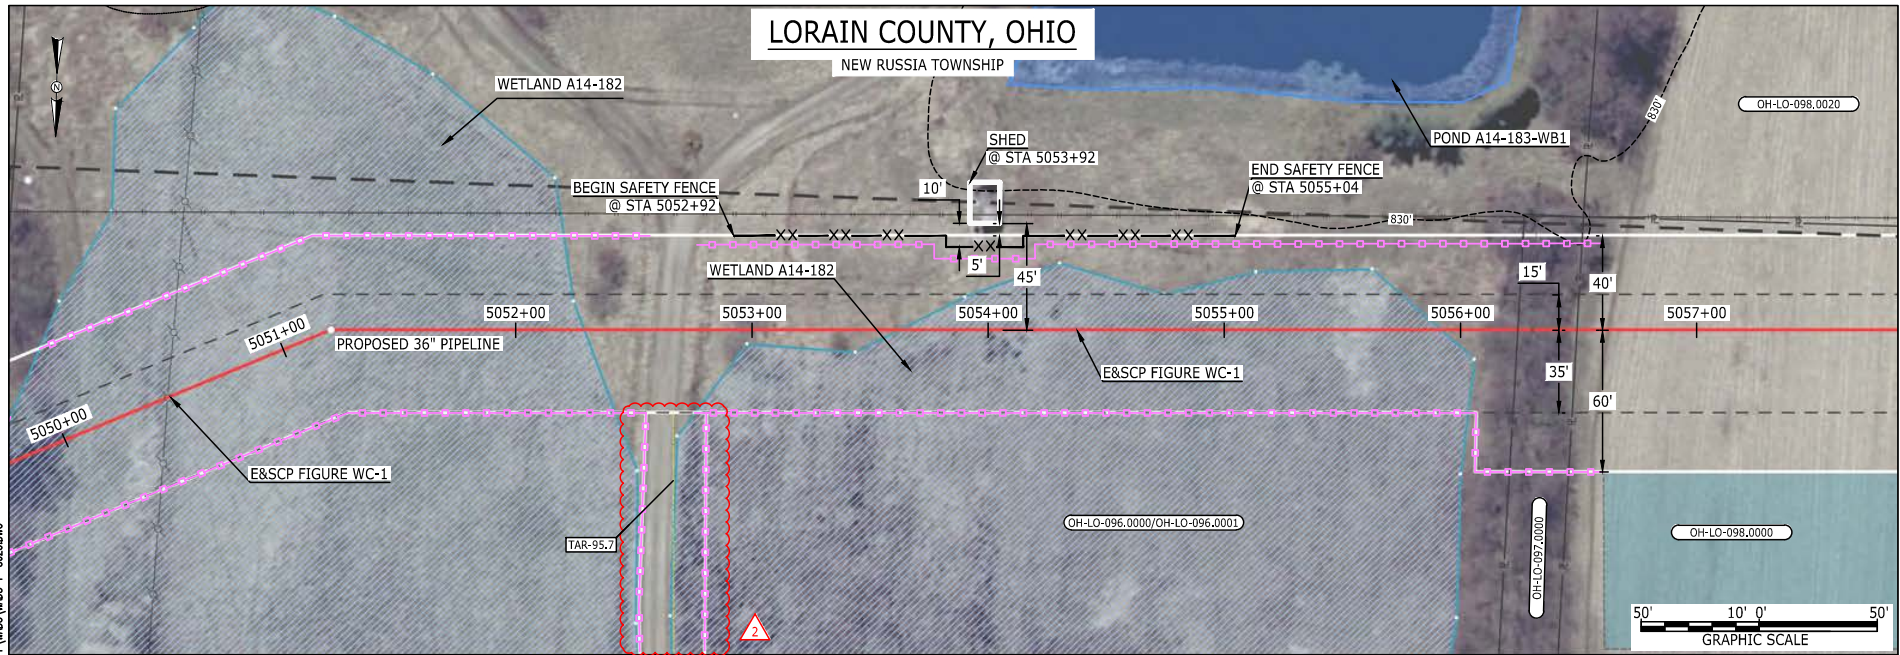 LORAIN COUNTY, OHIO
NEW RUSSIA TOWNSHIP
N
WETLAND A14-182
OH-LO-098.0020
830'
POND A14-183-WB1
SHED
@ STA 5053+92
END SAFETY FENCE
@ STA 5055+04
BEGIN SAFETY FENCE
@ STA 5052+92
10'
830'
5'
45'
WETLAND A14-182
15'
40'
5050+00
5051+00
5052+00
5053+00
5054+00
5055+00
5056+00
5057+00
PROPOSED 36" PIPELINE
E&SCP FIGURE WC-1
35'
60'
E&SCP FIGURE WC-1
TAR-95.7
OH-LO-096.0000/OH-LO-096.0001
OH-LO-097.0000
OH-LO-098.0000
2
50' 10' 0' 50'
GRAPHIC SCALE